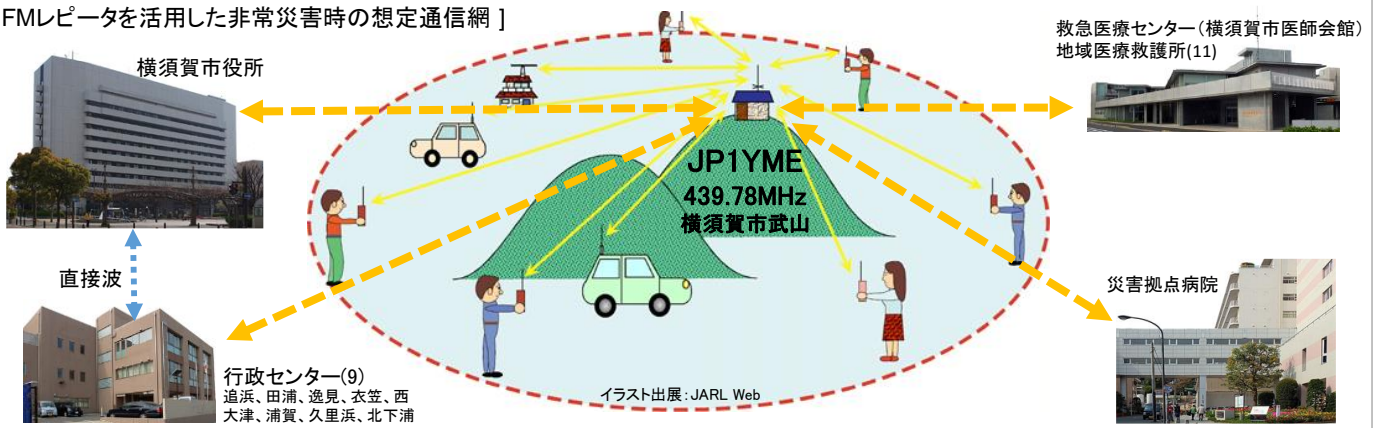 FMレピータを活用した非常災害時の想定通信網 ]
横須賀市役所
救急医療センター(横須賀市医師会館)
地域医療救護所(11)
JP1YME
439.78MHz
横須賀市武山
直接波
災害拠点病院
行政センター(9)
追浜、田浦、逸見、衣笠、西
大津、浦賀、久里浜、北下浦
イラスト出展:JARL Web